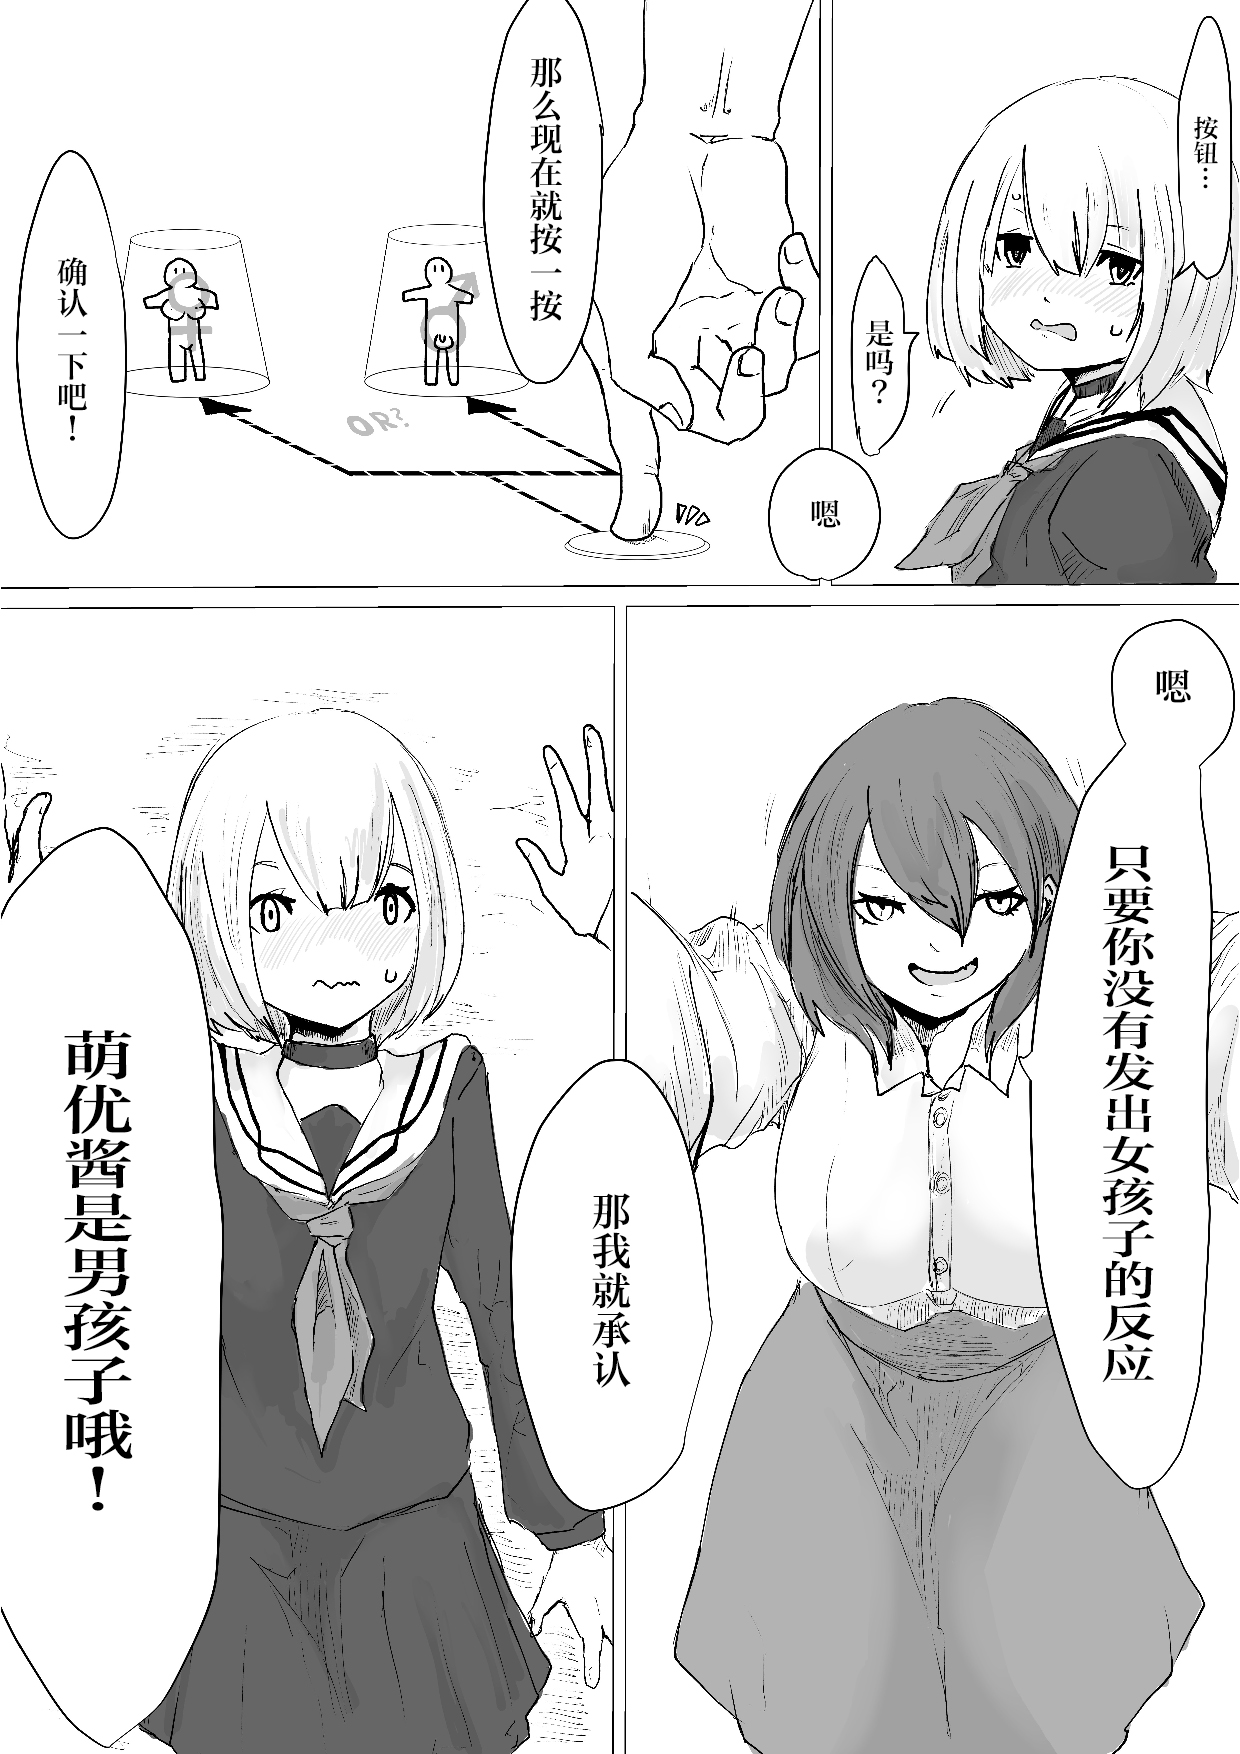 按钮…
是吗？
嗯
那么现在就按一按
OR?
确认一下吧！
嗯
只要你没有发出女孩子的反应
那我就承认
萌优酱是男孩子哦！